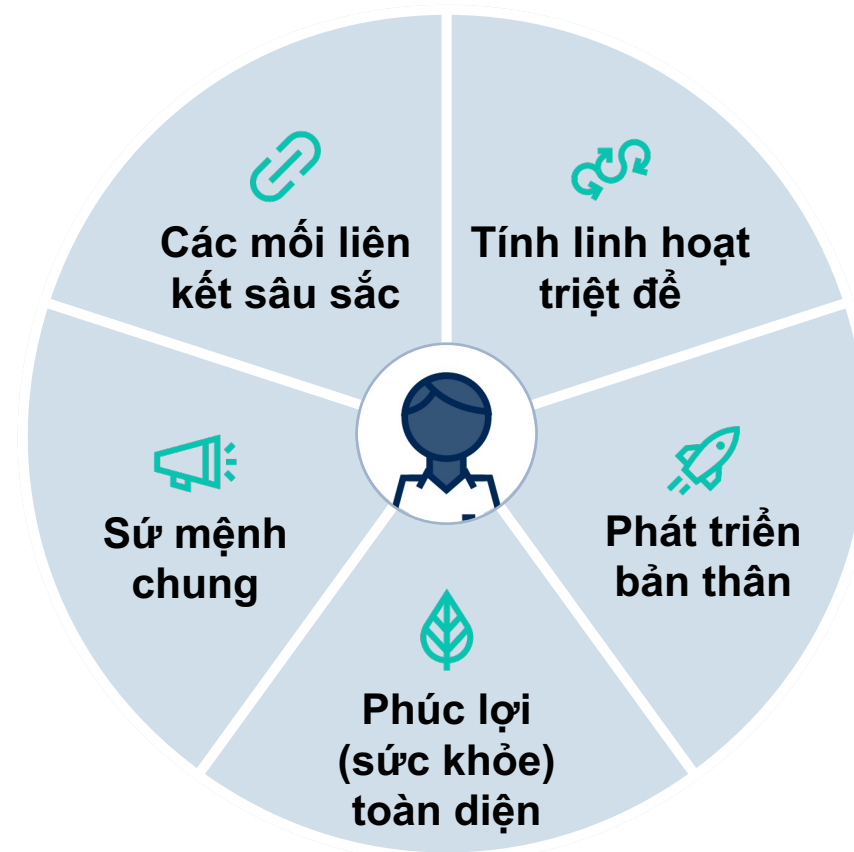 Các mối liên
kết sâu sắc
Tính linh hoạt
triệt để
Sứ mệnh
chung
Phát triển
bản thân
Phúc lợi
(sức khỏe)
toàn diện